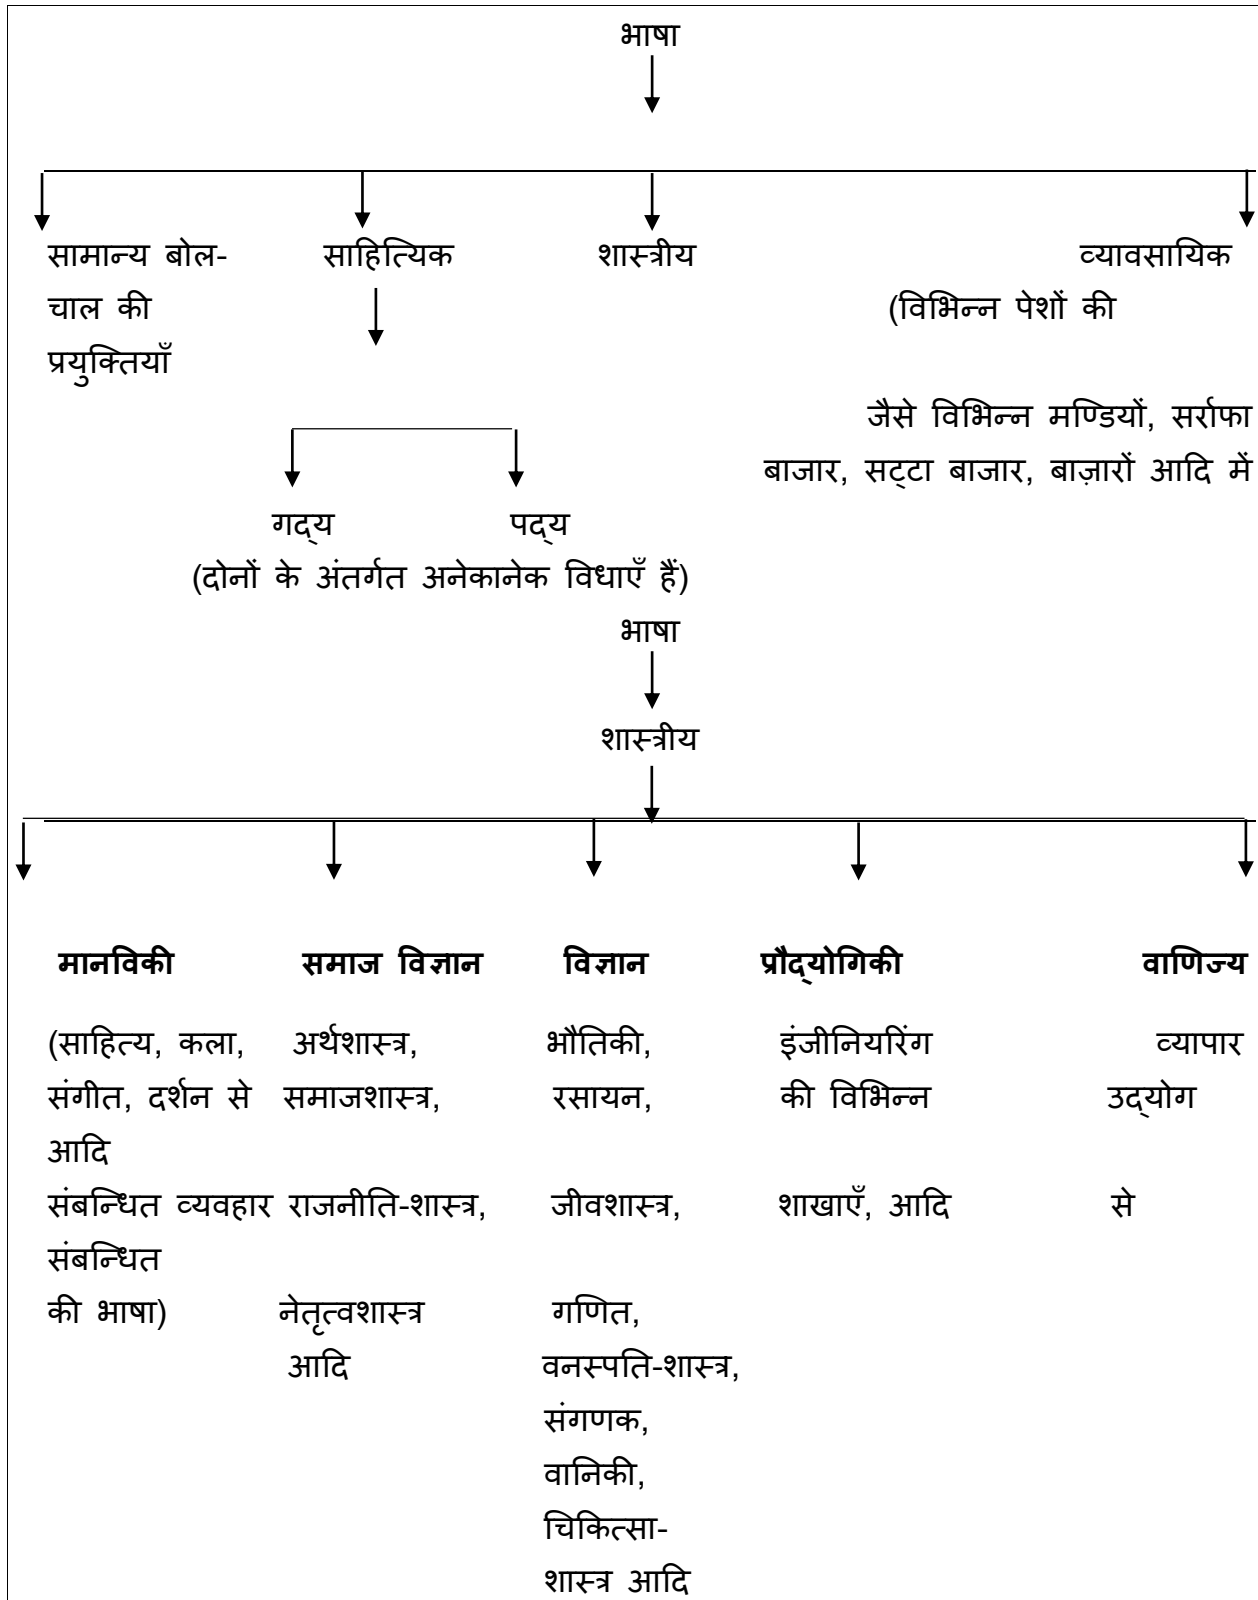 भाषा
सामान्य बोल- साहित्यिक शास्त्रीय व्यावसायिक
चाल की (विभिन्न पेशों की
प्रयुक्तियाँ
जैसे विभिन्न मण्डियों, सर्राफा
बाजार, सट्टा बाजार, बाज़ारों आदि में
गद्य पद्य
(दोनों के अंतर्गत अनेकानेक विधाएँ हैं)
भाषा
शास्त्रीय
मानविकी समाज विज्ञान विज्ञान प्रौद्योगिकी वाणिज्य
(साहित्य, कला, अर्थशास्त्र, भौतिकी, इंजीनियरिंग व्यापार
संगीत, दर्शन से समाजशास्त्र, रसायन, की विभिन्न उद्योग
आदि
संबन्धित व्यवहार राजनीति-शास्त्र, जीवशास्त्र, शाखाएँ, आदि से
संबन्धित
की भाषा) नेतृत्वशास्त्र गणित,
आदि वनस्पति-शास्त्र,
संगणक,
वानिकी,
चिकित्सा-
शास्त्र आदि